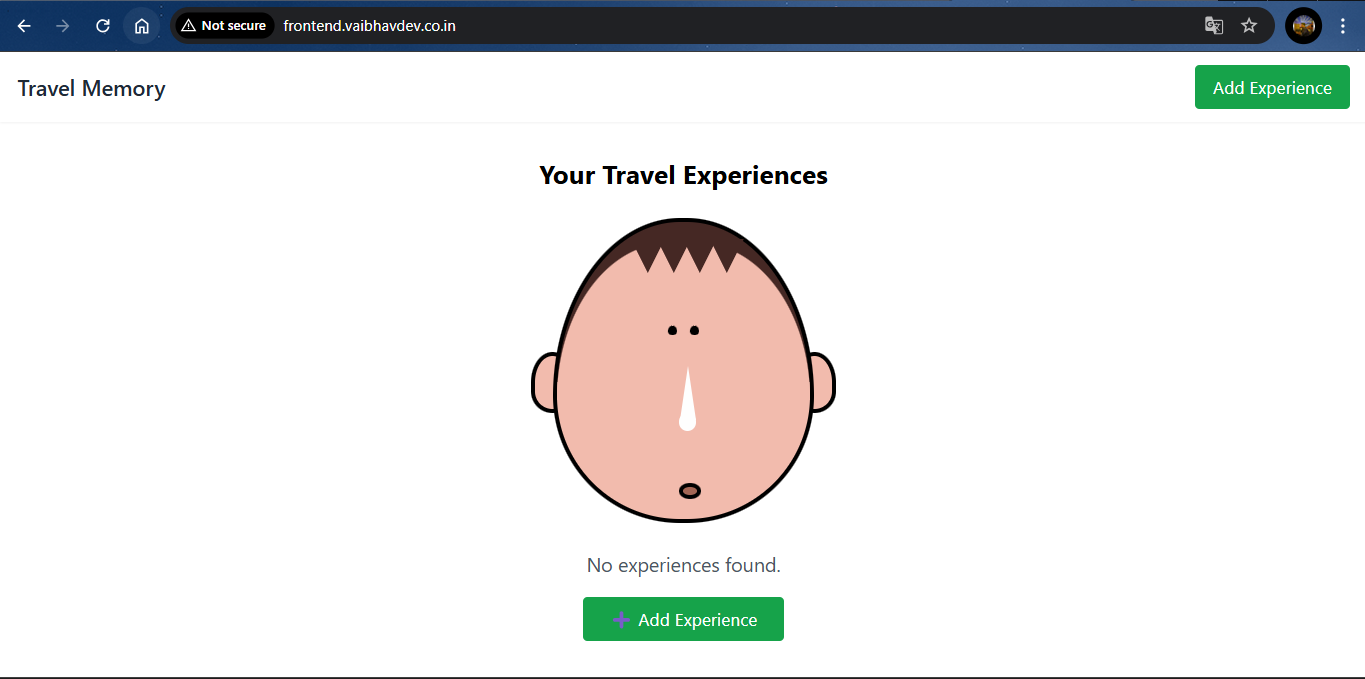 Not secure frontend.vaibhavdev.co.in
Travel Memory
Add Experience
Your Travel Experiences
No experiences found.
Add Experience